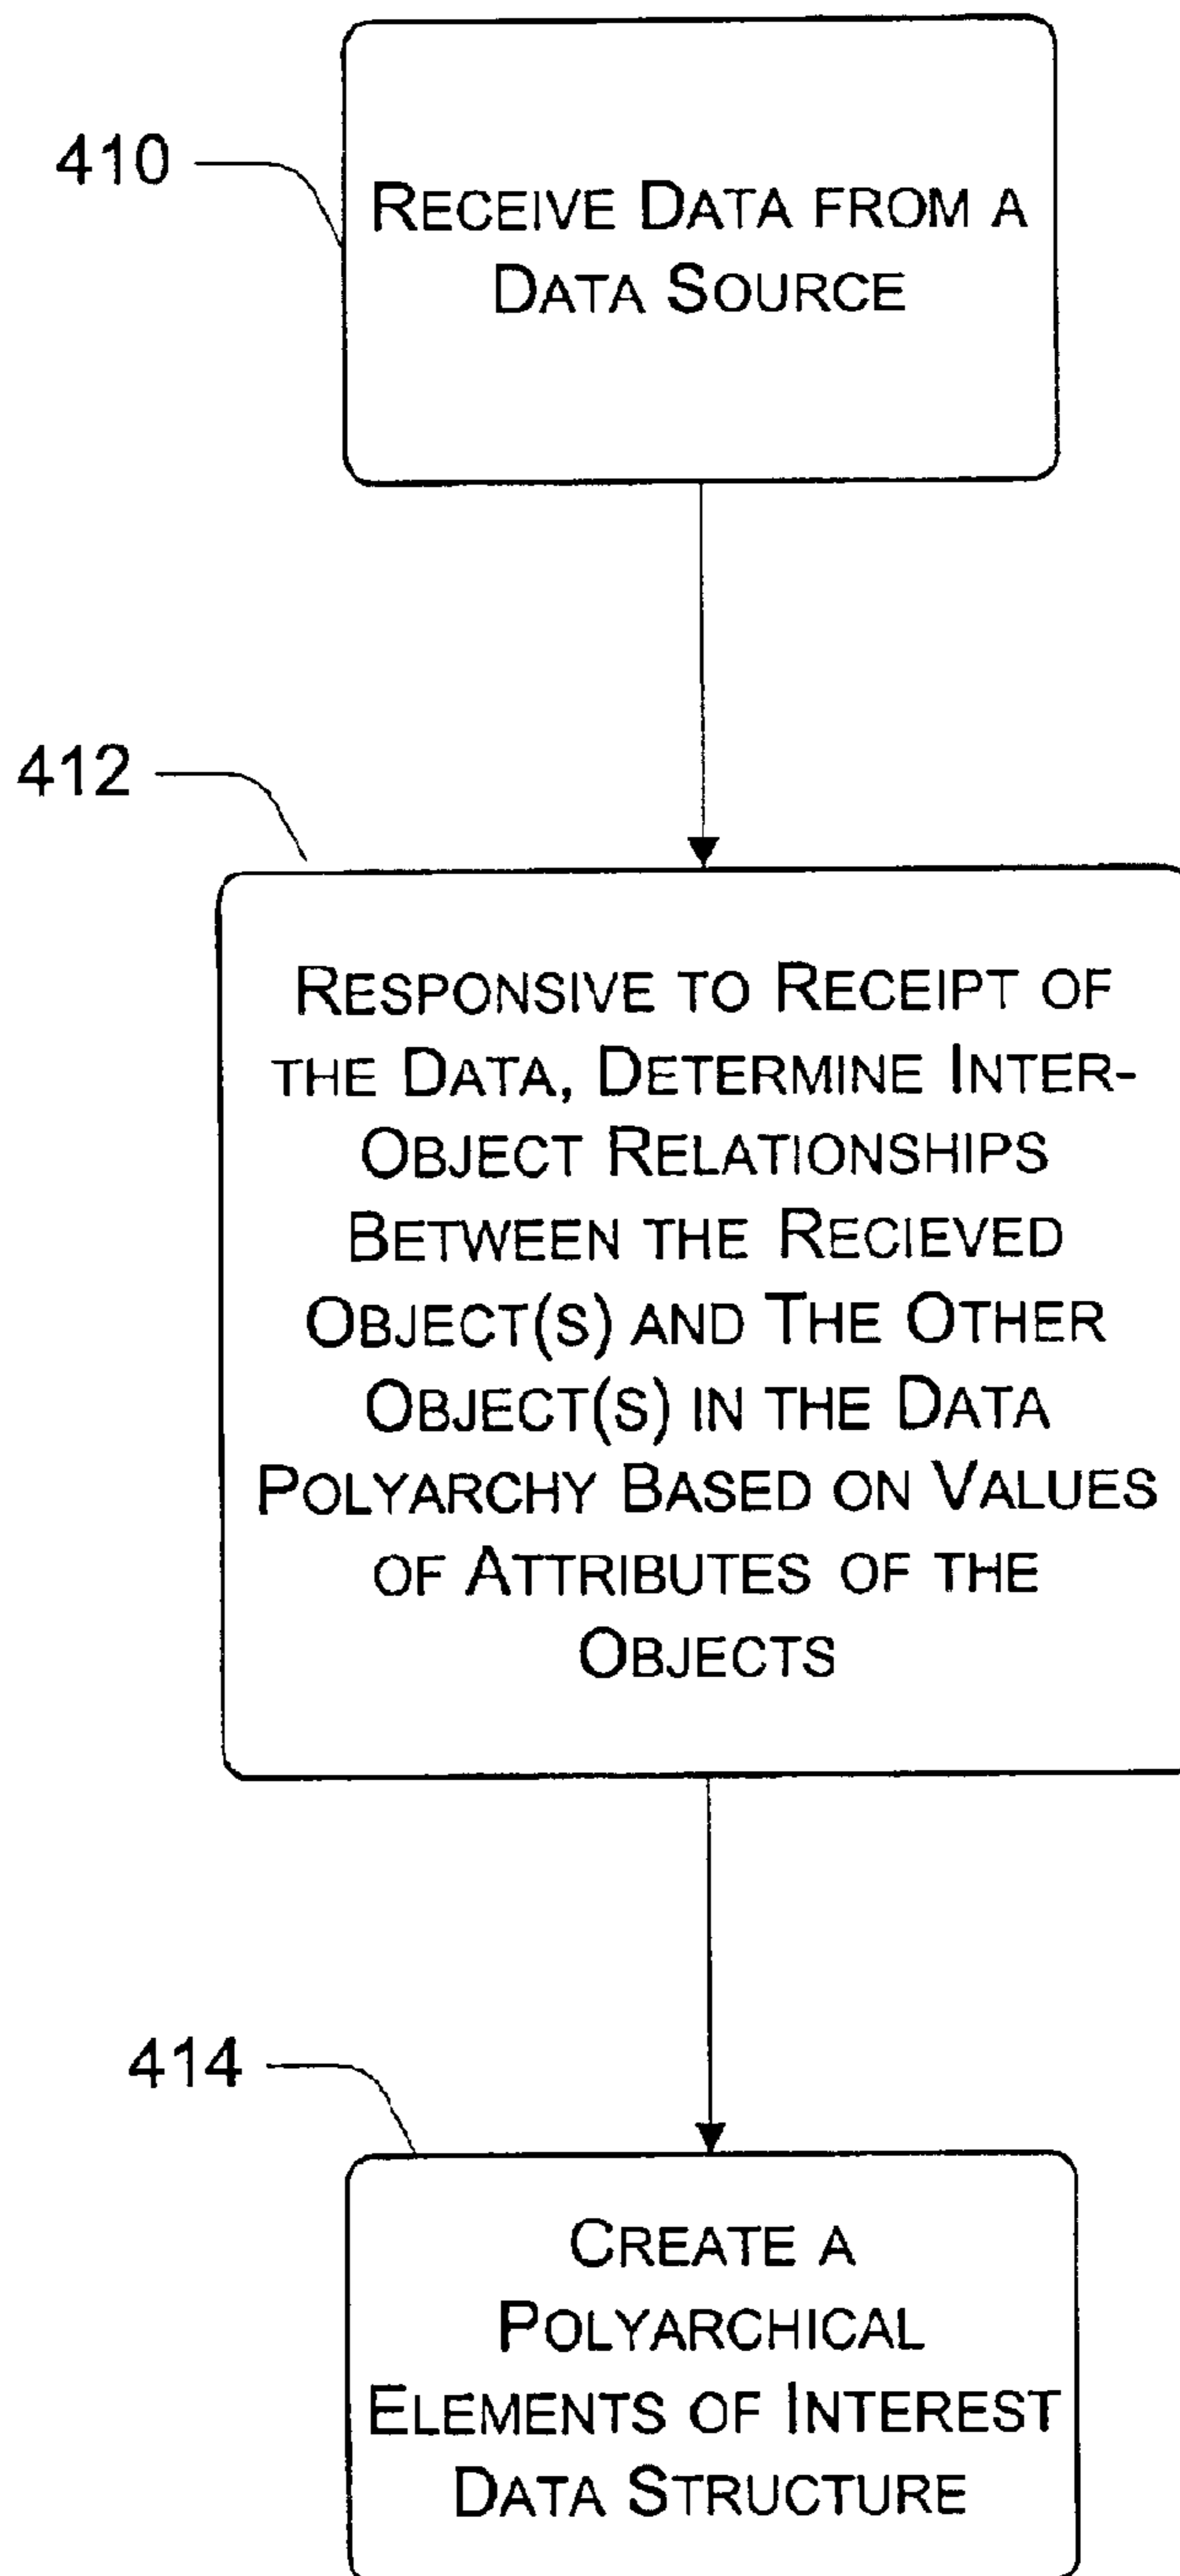 410
RECEIVE DATA FROM A
DATA SOURCE
412
RESPONSIVE TO RECEIPT OF
THE DATA, DETERMINE INTER-
OBJECT RELATIONSHIPS
BETWEEN THE RECIEVED
OBJECT(S) AND THE OTHER
OBJECT(S) IN THE DATA
POLYARCHY BASED ON VALUES
OF ATTRIBUTES OF THE
OBJECTS
414
CREATE A
POLYARCHICAL
ELEMENTS OF INTEREST
DATA STRUCTURE